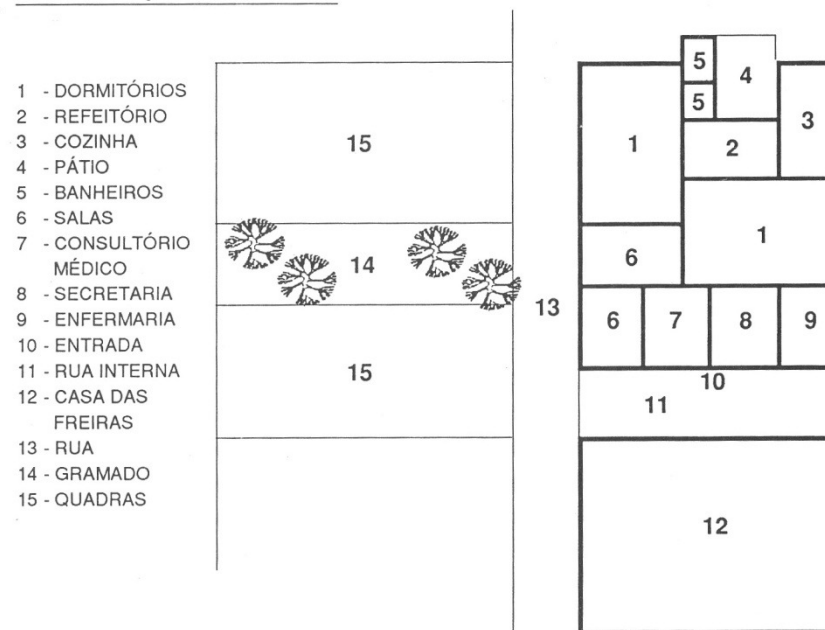 1 - DORMITÓRIOS
2 - REFEITÓRIO
3 - COZINHA
4 - PÁTIO
5 - BANHEIROS
6 - SALAS
7 - CONSULTÓRIO
MÉDICO
8 - SECRETARIA
9 - ENFERMARIA
10 - ENTRADA
11 - RUA INTERNA
12 - CASA DAS
FREIRAS
13 - RUA
14 - GRAMADO
15 - QUADRAS
15
14
15
13
5
5
4
3
1
2
1
6
6
7
8
9
10
11
12